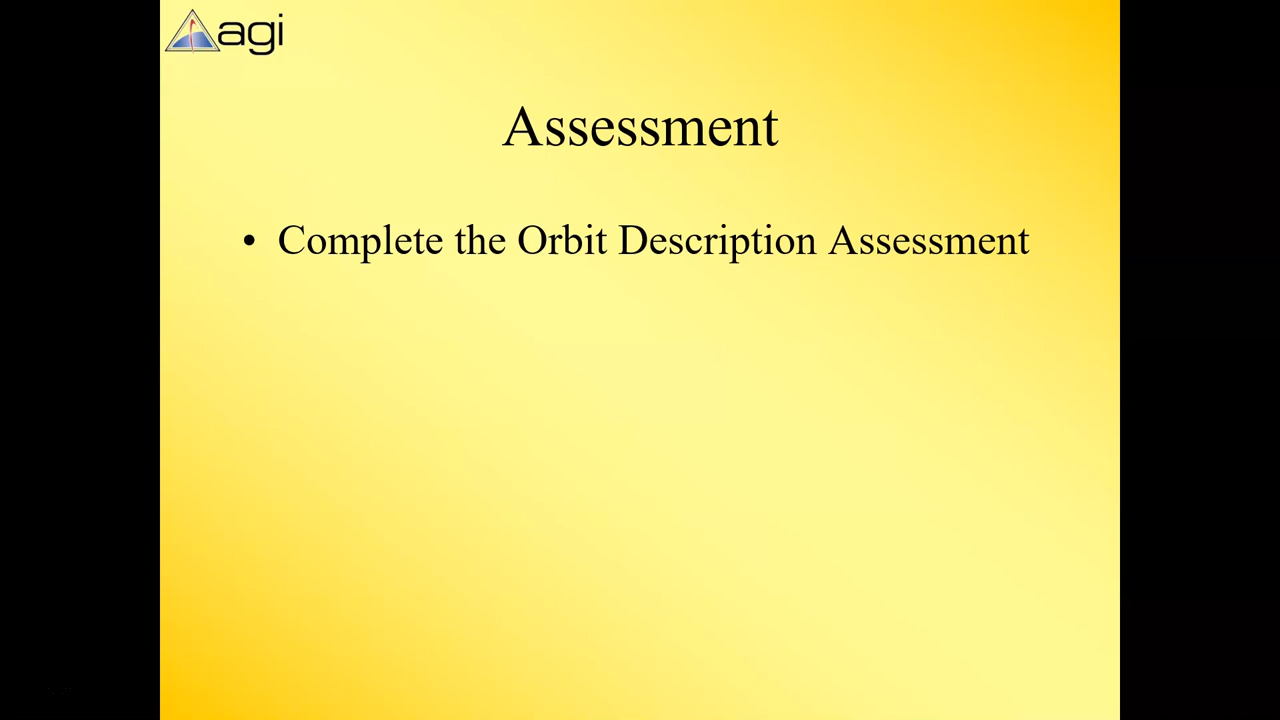 agi
Assessment
• Complete the Orbit Description Assessment